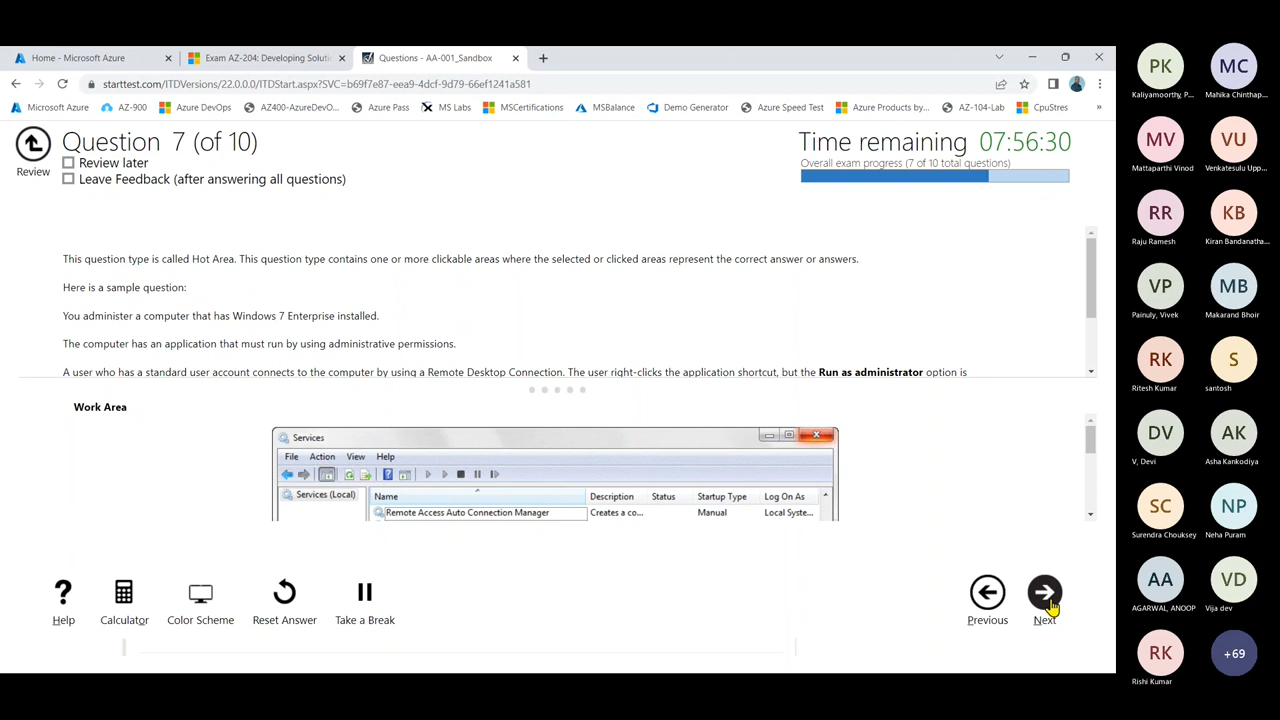 Home - Microsoft Azure
Exam AZ-204: Developing Soluti
Questions - AA-001_Sandbox
starttest.com/ITDVersions/22.0.0.0/ITDStart.aspx?SVC=b69f7e87-eea9-4dcf-9d79-66ef1241a581
Microsoft Azure
AZ-900
Azure DevOps
AZ400-AzureDevO...
Azure Pass
MS Labs
MSCertifications
MSBalance
Demo Generator
Azure Speed Test
Azure Products by...
AZ-104-Lab
CpuStres
»
Review
Question 7 (of 10)
Review later
Leave Feedback (after answering all questions)
Time remaining 07:56:30
Overall exam progress (7 of 10 total questions)
This question type is called Hot Area. This question type contains one or more clickable areas where the selected or clicked areas represent the correct answer or answers.
Here is a sample question:
You administer a computer that has Windows 7 Enterprise installed.
The computer has an application that must run by using administrative permissions.
A user who has a standard user account connects to the computer by using a Remote Desktop Connection. The user right-clicks the application shortcut, but the Run as administrator option is
Work Area
Services
File Action View Help
Services (Local)
Name Description Status Startup Type Log On As
Remote Access Auto Connection Manager Creates a co... Manual Local Syste...
? Help
Calculator
Color Scheme
Reset Answer
Take a Break
Previous
Next
PK
Kaliyamoorthy, P...
MC
Mahika Chinthap...
MV
Mattaparthi Vinod
VU
Venkatesulu Upp...
RR
Raju Ramesh
KB
Kiran Bandanatha...
VP
Painuly, Vivek
MB
Makarand Bhoir
RK
Ritesh Kumar
S
santosh
DV
V, Devi
AK
Asha Kankodiya
SC
Surendra Chouksey
NP
Neha Puram
AA
AGARWAL, ANOOP
VD
Vija dev
RK
Rishi Kumar
+69